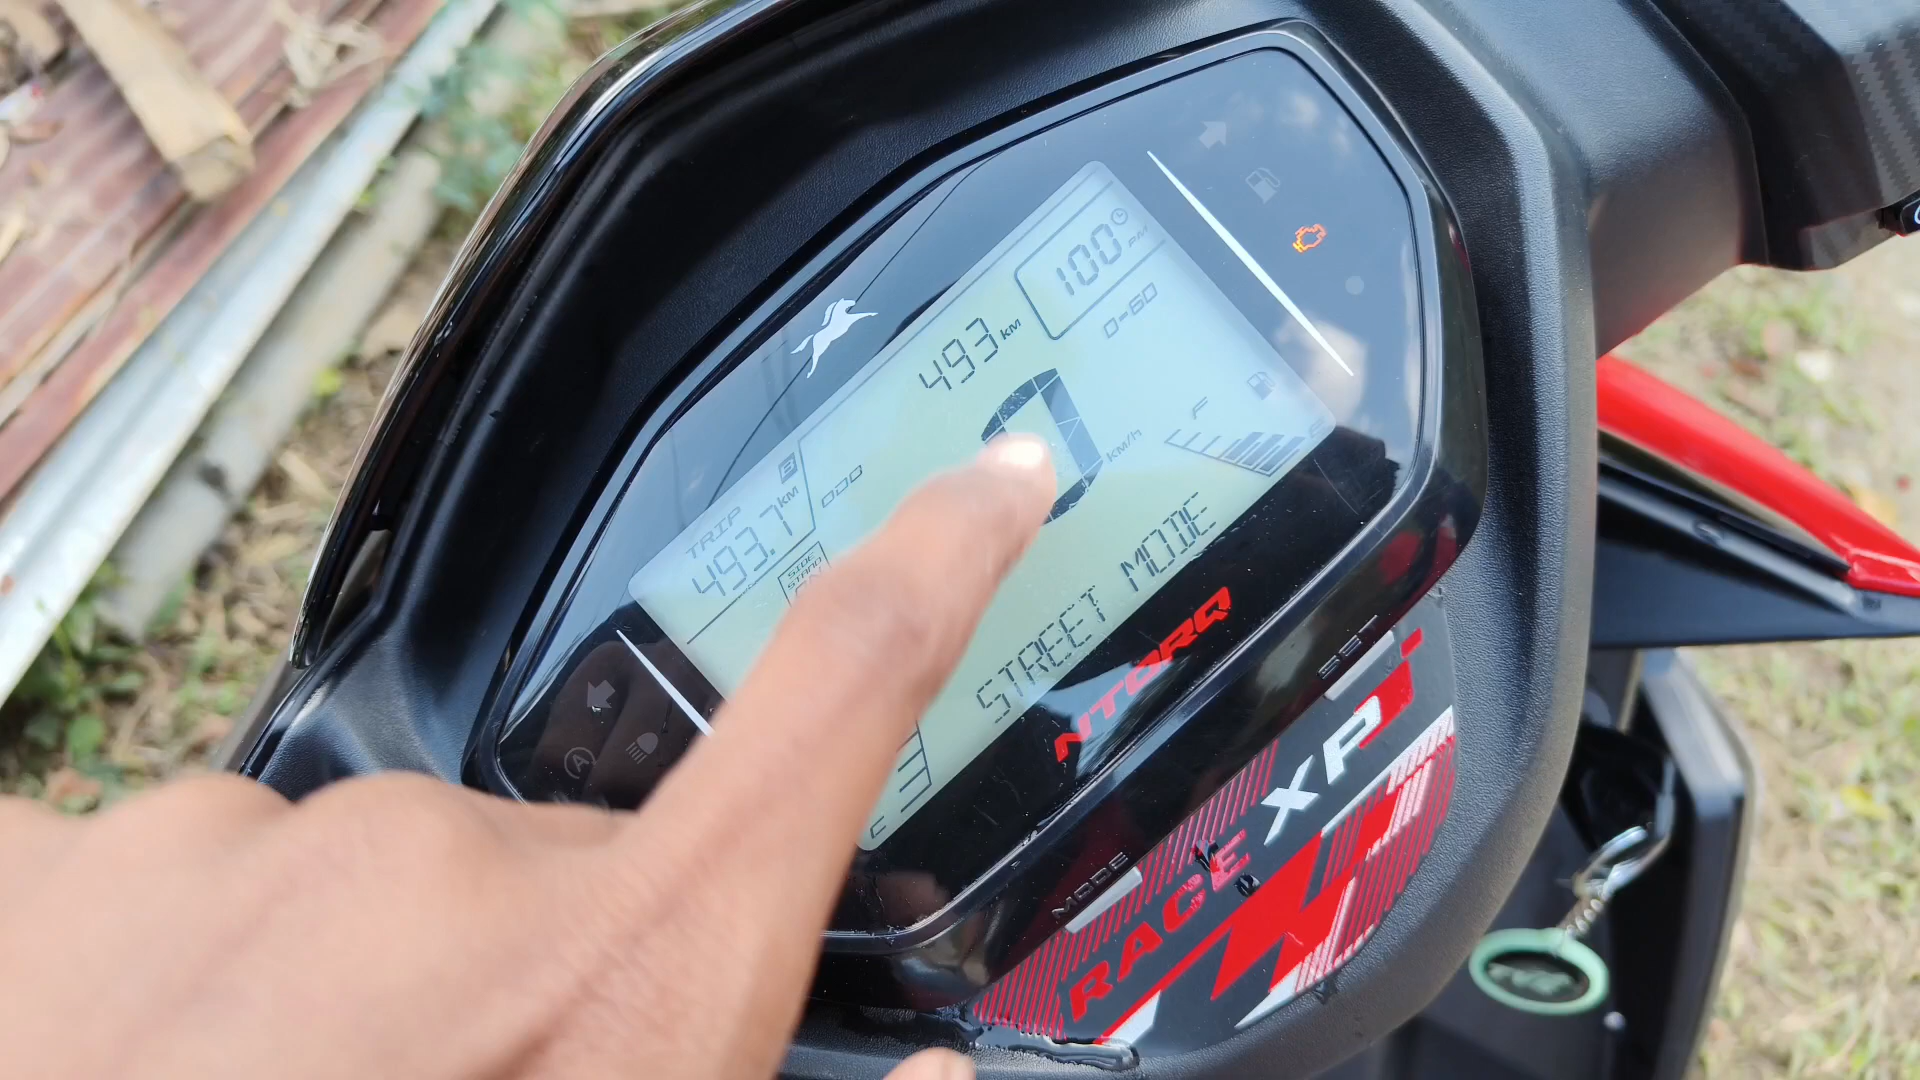 100 PM
0-60
493 KM
F
E
KM/h
B
TRIP
493.7 KM
ODO
SIDE
STAND
STREET MODE
C
A
NTORQ
SET
MODE
RACE XP